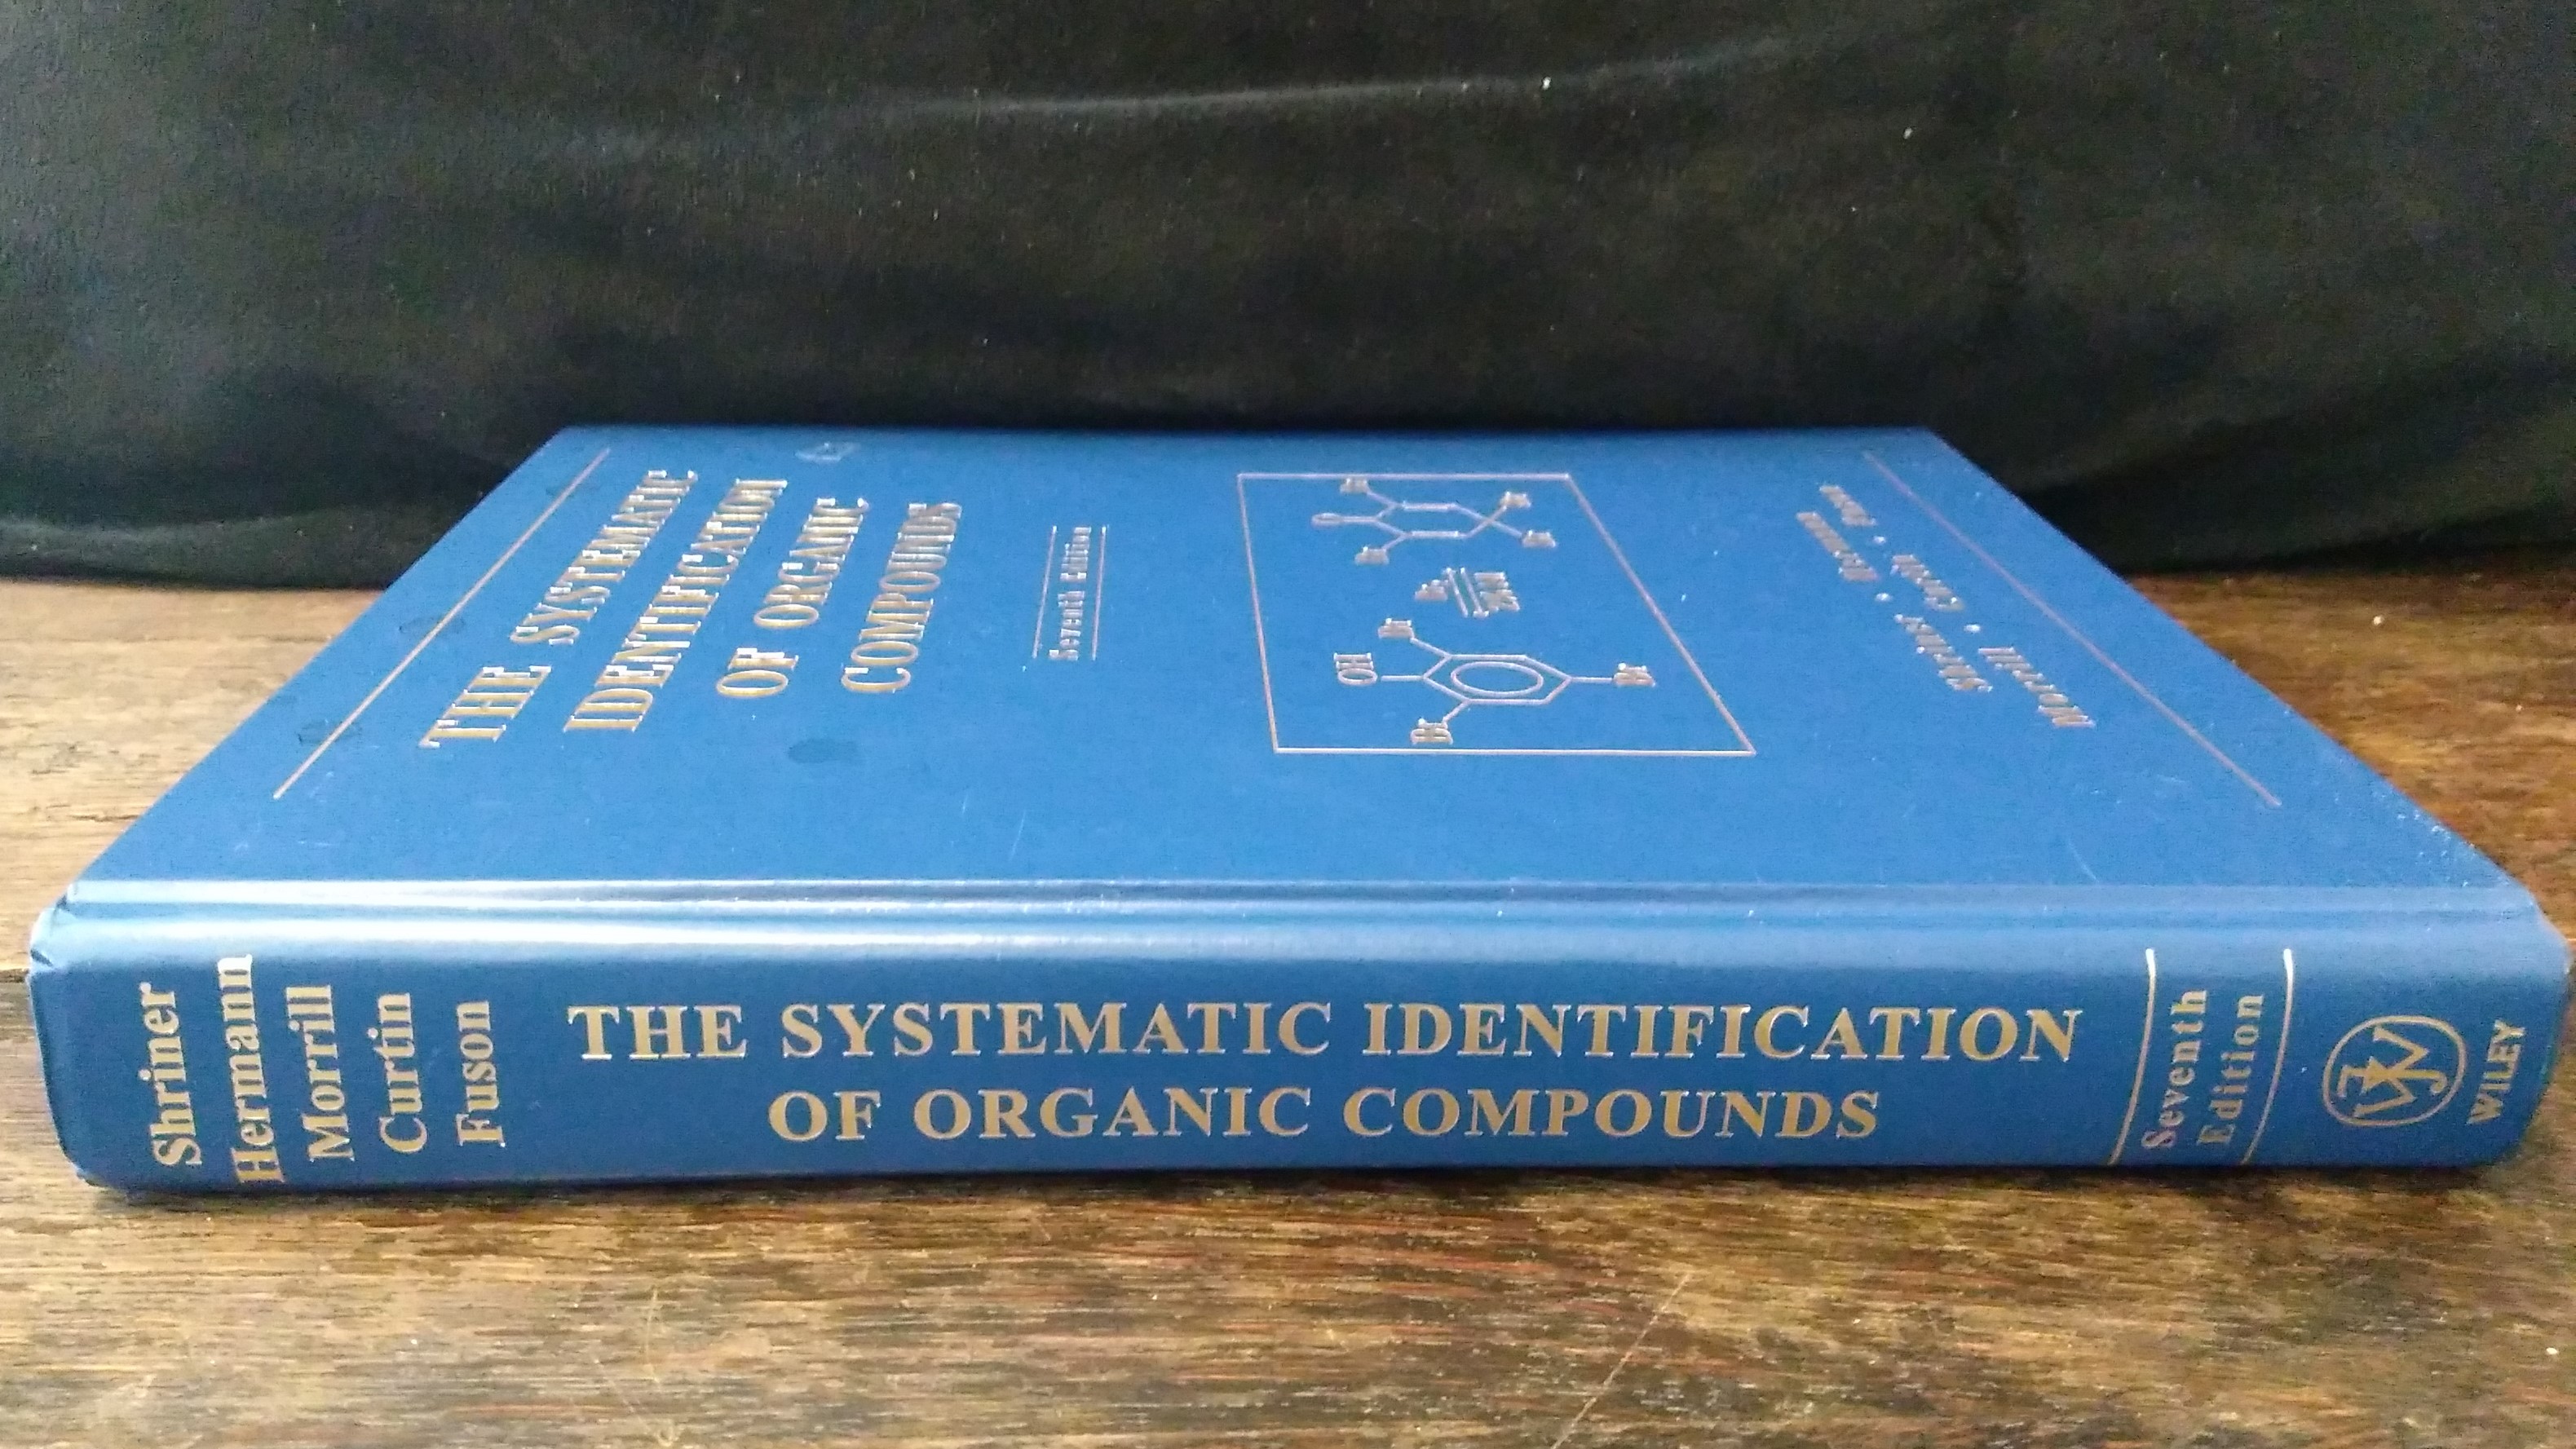 THE SYSTEMATIC
IDENTIFICATION
OF ORGANIC
COMPOUNDS
Seventh Edition
OH
Br
Br
Br
Shriner • Hermann
Morrill • Curtin • Fuson
Shriner
Hermann
Morrill
Curtin
Fuson
THE SYSTEMATIC IDENTIFICATION
OF ORGANIC COMPOUNDS
Seventh
Edition
WILEY